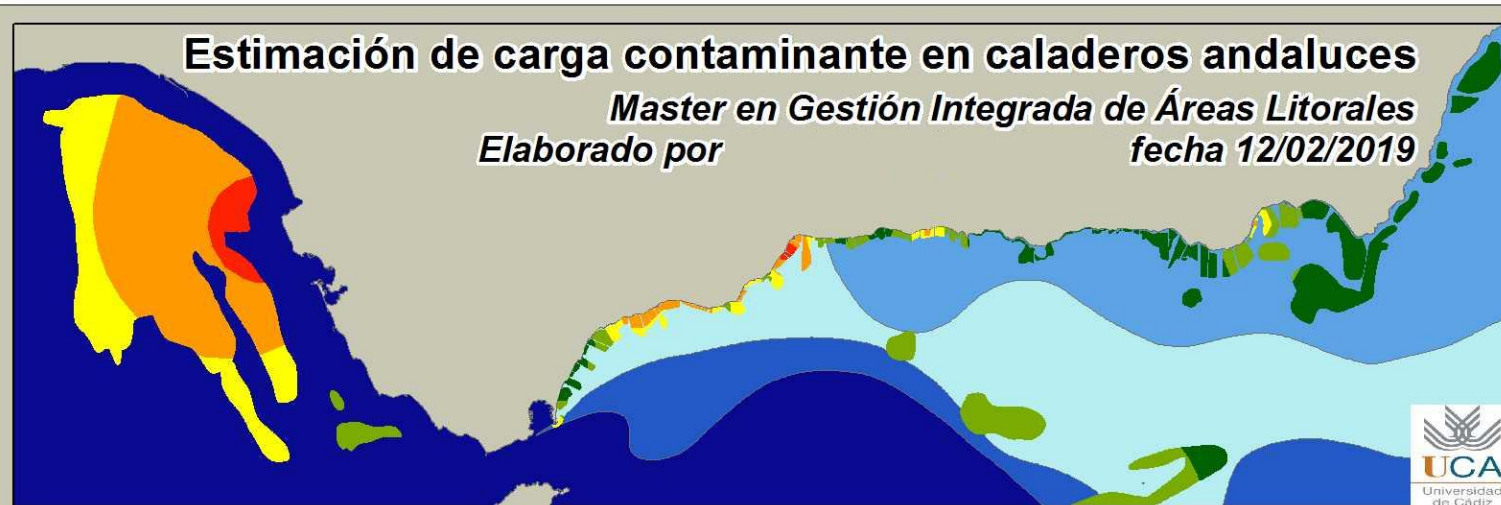 Estimación de carga contaminante en caladeros andaluces
Master en Gestión Integrada de Áreas Litorales
Elaborado por fecha 12/02/2019
UCA
Universidad
de Cádiz